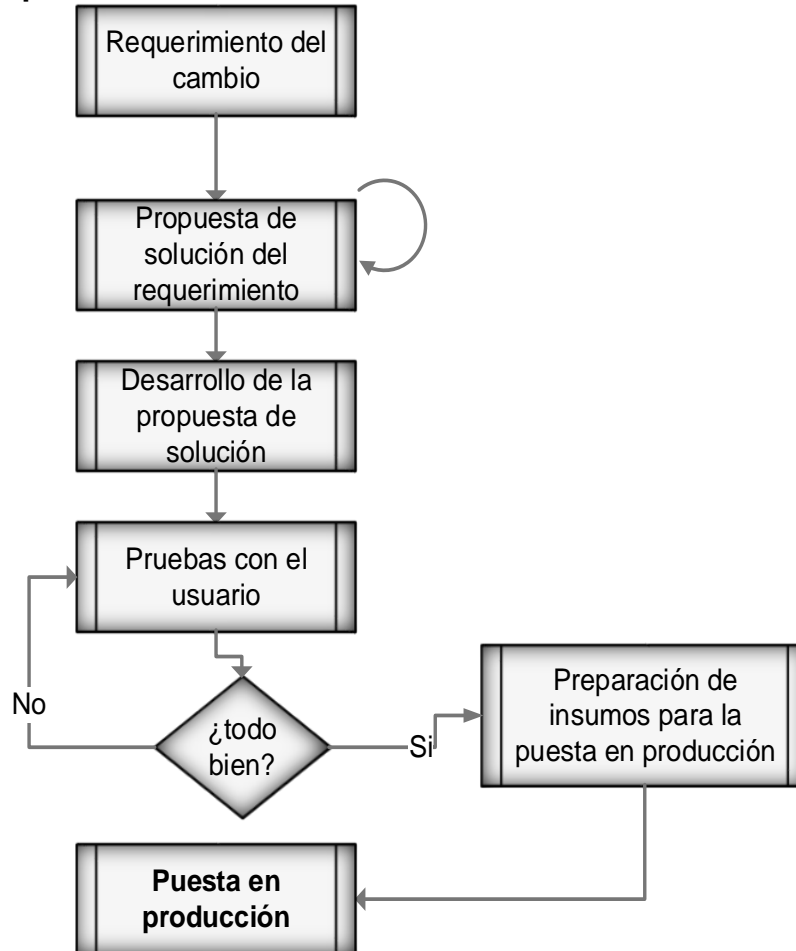 Requerimiento del
cambio
Propuesta de
solución del
requerimiento
Desarrollo de la
propuesta de
solución
Pruebas con el
usuario
No
¿todo
bien?
Si
Preparación de
insumos para la
puesta en producción
Puesta en
producción